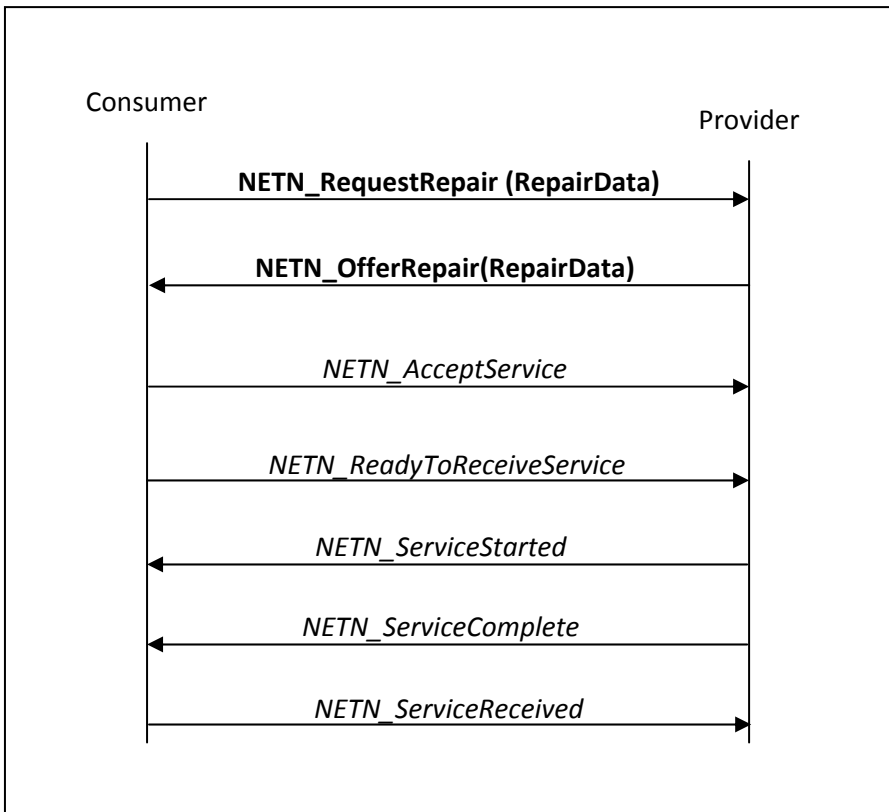 Consumer
Provider
NETN_RequestRepair (RepairData)
NETN_OfferRepair(RepairData)
NETN_AcceptService
NETN_ReadyToReceiveService
NETN_ServiceStarted
NETN_ServiceComplete
NETN_ServiceReceived